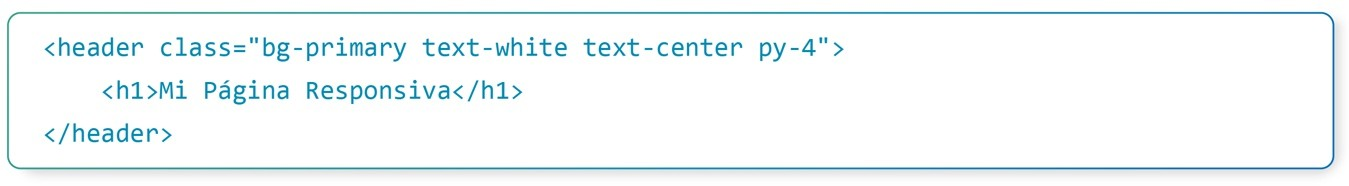 <header class="bg-primary text-white text-center py-4">
<h1>Mi Página Responsiva</h1>
</header>